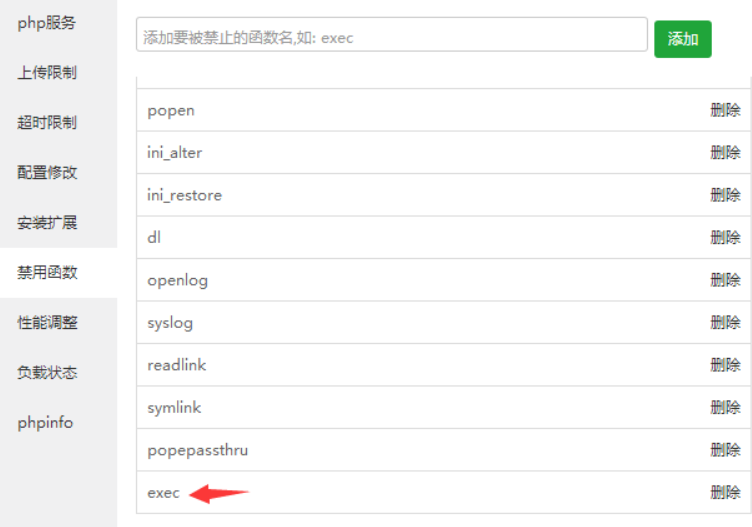 php服务
上传限制
超时限制
配置修改
安装扩展
禁用函数
性能调整
负载状态
phpinfo
添加要被禁止的函数名,如: exec
添加
popen 删除
ini_alter 删除
ini_restore 删除
dl 删除
openlog 删除
syslog 删除
readlink 删除
symlink 删除
popepassthru 删除
exec 删除